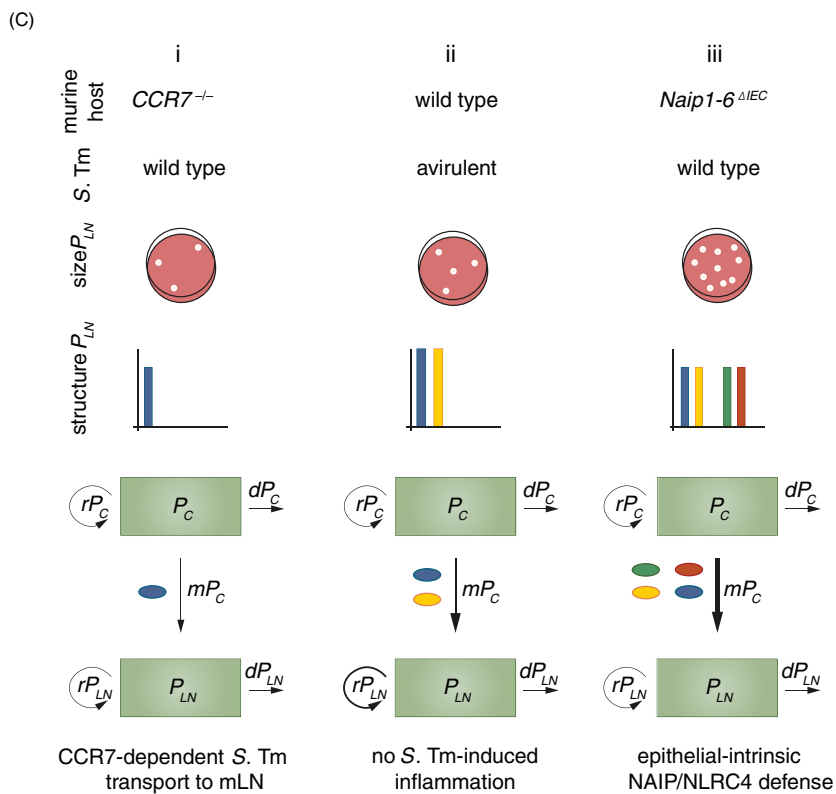 (C)
i ii iii
murine host
CCR7 –/– wild type Naip1-6 ΔIEC
S. Tm
wild type avirulent wild type
sizeP_LN
structure P_LN
rP_C P_C dP_C rP_C P_C dP_C rP_C P_C dP_C
mP_C mP_C mP_C
rP_LN P_LN dP_LN rP_LN P_LN dP_LN rP_LN P_LN dP_LN
CCR7-dependent S. Tm no S. Tm-induced epithelial-intrinsic
transport to mLN inflammation NAIP/NLRC4 defense